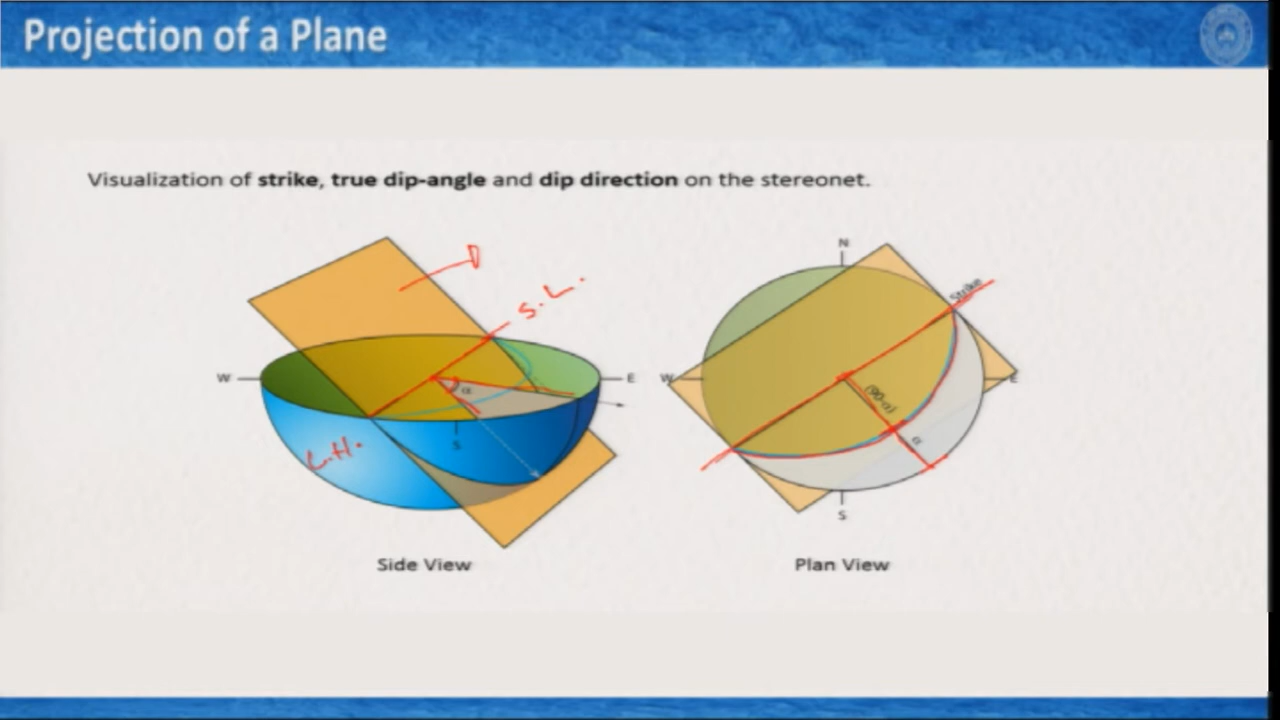 Projection of a Plane
Visualization of strike, true dip-angle and dip direction on the stereonet.
S.L.
W
E
α
S
L.H.
N
Strike
W
E
(90-α)
α
S
Side View
Plan View